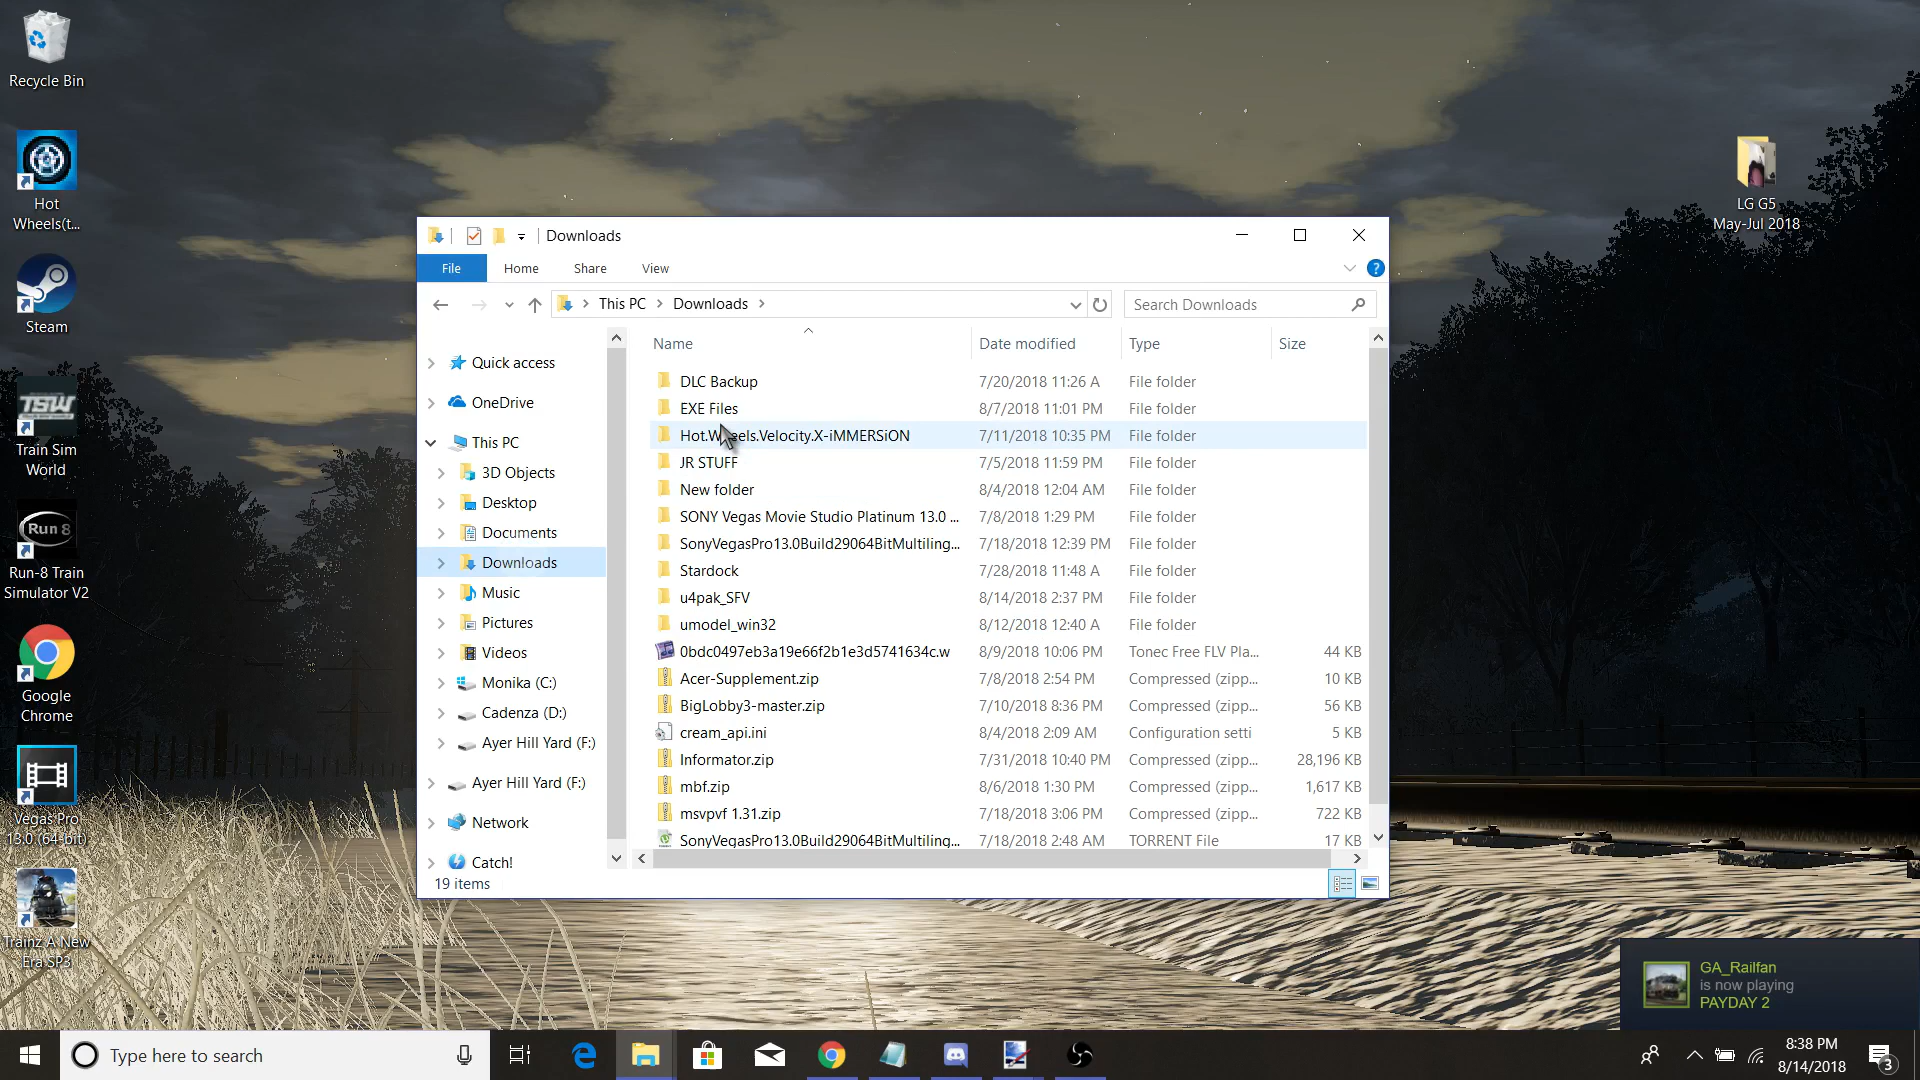 Recycle Bin
Hot
Wheels(t...
Steam
TSW
Train Sim
World
Run 8
Run-8 Train
Simulator V2
Google
Chrome
Vegas Pro
13.0 (64-bit)
Trainz A New
Era SP3
LG G5
May-Jul 2018
Downloads
File
Home
Share
View
This PC
Downloads
Search Downloads
Quick access
OneDrive
This PC
3D Objects
Desktop
Documents
Downloads
Music
Pictures
Videos
Monika (C:)
Cadenza (D:)
Ayer Hill Yard (F:)
Ayer Hill Yard (F:)
Network
Catch!
Name Date modified Type Size
DLC Backup 7/20/2018 11:26 A File folder
EXE Files 8/7/2018 11:01 PM File folder
Hot.Wheels.Velocity.X-iMMERSiON 7/11/2018 10:35 PM File folder
JR STUFF 7/5/2018 11:59 PM File folder
New folder 8/4/2018 12:04 AM File folder
SONY Vegas Movie Studio Platinum 13.0 ... 7/8/2018 1:29 PM File folder
SonyVegasPro13.0Build29064BitMultiling... 7/18/2018 12:39 PM File folder
Stardock 7/28/2018 11:48 A File folder
u4pak_SFV 8/14/2018 2:37 PM File folder
umodel_win32 8/12/2018 12:40 A File folder
0bdc0497eb3a19e66f2b1e3d5741634c.w 8/9/2018 10:06 PM Tonec Free FLV Pla... 44 KB
Acer-Supplement.zip 7/8/2018 2:54 PM Compressed (zipp... 10 KB
BigLobby3-master.zip 7/10/2018 8:36 PM Compressed (zipp... 56 KB
cream_api.ini 8/4/2018 2:09 AM Configuration setti 5 KB
Informator.zip 7/31/2018 10:40 PM Compressed (zipp... 28,196 KB
mbf.zip 8/6/2018 1:30 PM Compressed (zipp... 1,617 KB
msvpvf 1.31.zip 7/18/2018 3:06 PM Compressed (zipp... 722 KB
SonyVegasPro13.0Build29064BitMultiling... 7/18/2018 2:48 AM TORRENT File 17 KB
19 items
GA_Railfan
is now playing
PAYDAY 2
Type here to search
8:38 PM
8/14/2018
3